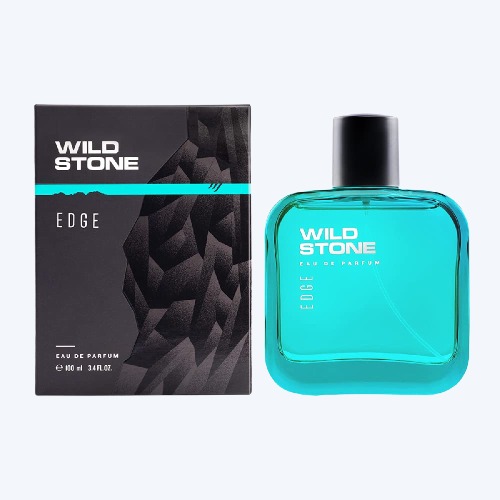 WILD
STONE
EDGE
EAU DE PARFUM
℮ 100 ml 3.4 FL.OZ.
WILD
STONE
EAU DE PARFUM
EDGE